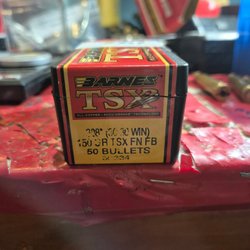 BARNES
TSX
.308" (30-30 WIN)
150 GR TSX FN FB
50 BULLETS